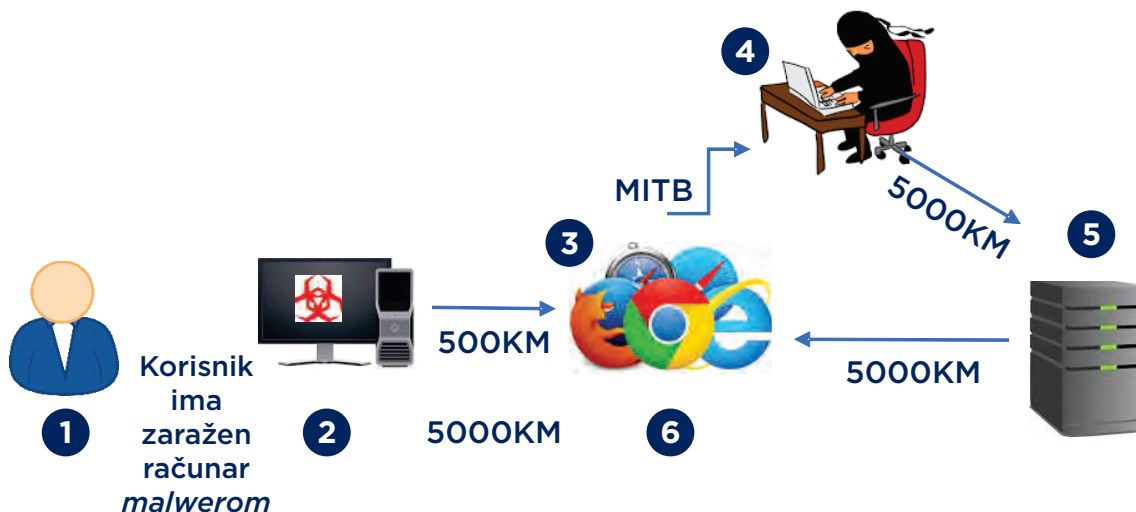 4
MITB
5000KM
3
5
500KM
5000KM
Korisnik
ima
zaražen
računar
malwerom
1
2
5000KM
6